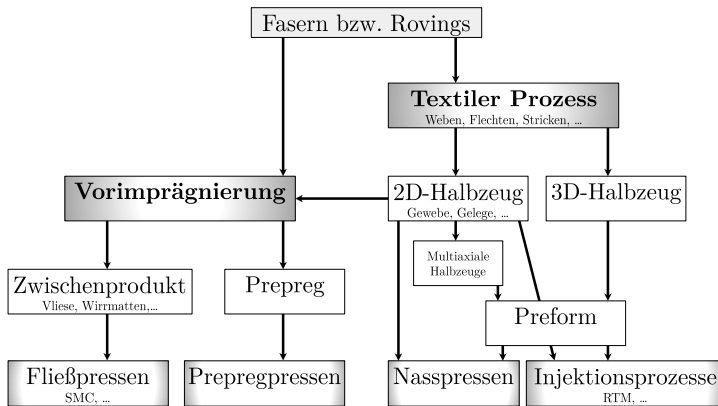 Fasern bzw. Rovings
Textiler Prozess
Weben, Flechten, Stricken, ...
Vorimprägnierung
2D-Halbzeug
Gewebe, Gelege, ...
3D-Halbzeug
Multiaxiale
Halbzeuge
Zwischenprodukt
Vliese, Wirrmatten,...
Prepreg
Preform
Fließpressen
SMC, ...
Prepregpressen
Nasspressen
Injektionsprozesse
RTM, ...